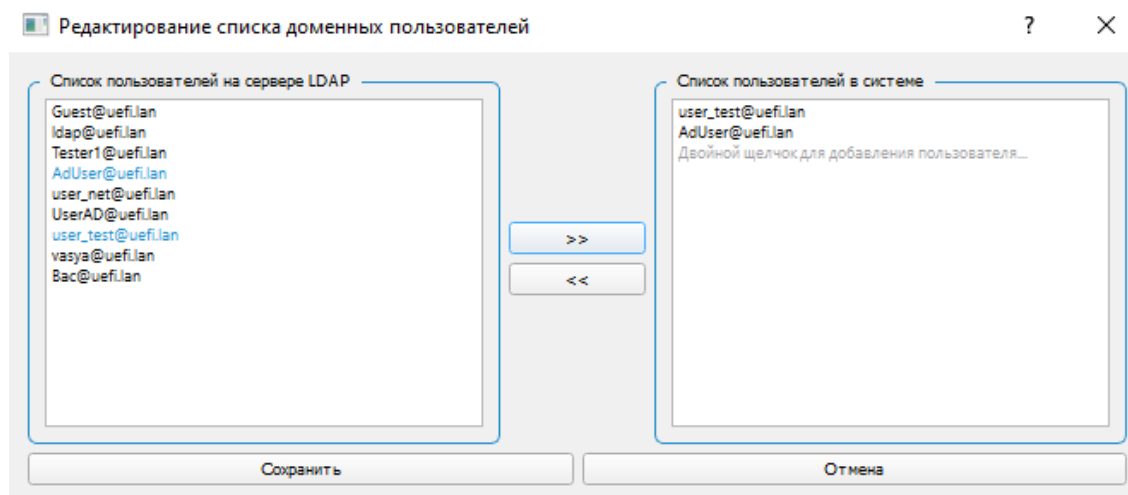 Редактирование списка доменных пользователей
?
Список пользователей на сервере LDAP
Guest@uefi.lan
ldap@uefi.lan
Tester1@uefi.lan
AdUser@uefi.lan
user_net@uefi.lan
UserAD@uefi.lan
user_test@uefi.lan
vasya@uefi.lan
Bac@uefi.lan
>>
<<
Список пользователей в системе
user_test@uefi.lan
AdUser@uefi.lan
Двойной щелчок для добавления пользователя...
Сохранить
Отмена